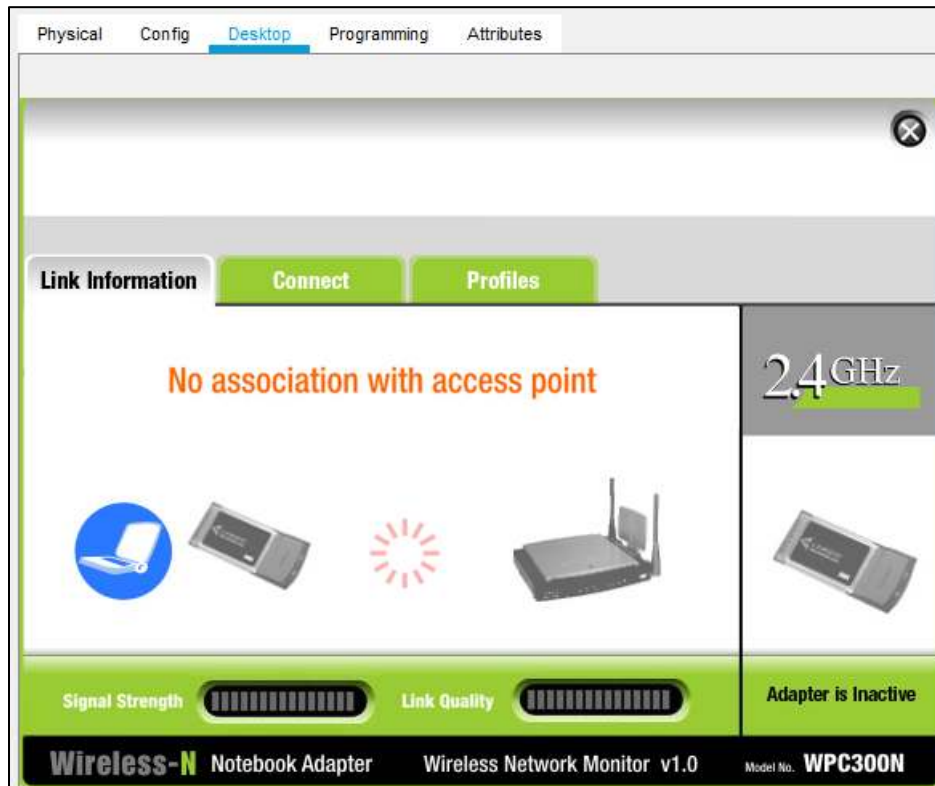 Physical Config Desktop Programming Attributes
Link Information Connect Profiles
No association with access point
2.4GHz
Signal Strength Link Quality Adapter is Inactive
Wireless-N Notebook Adapter Wireless Network Monitor v1.0 Model No. WPC300N